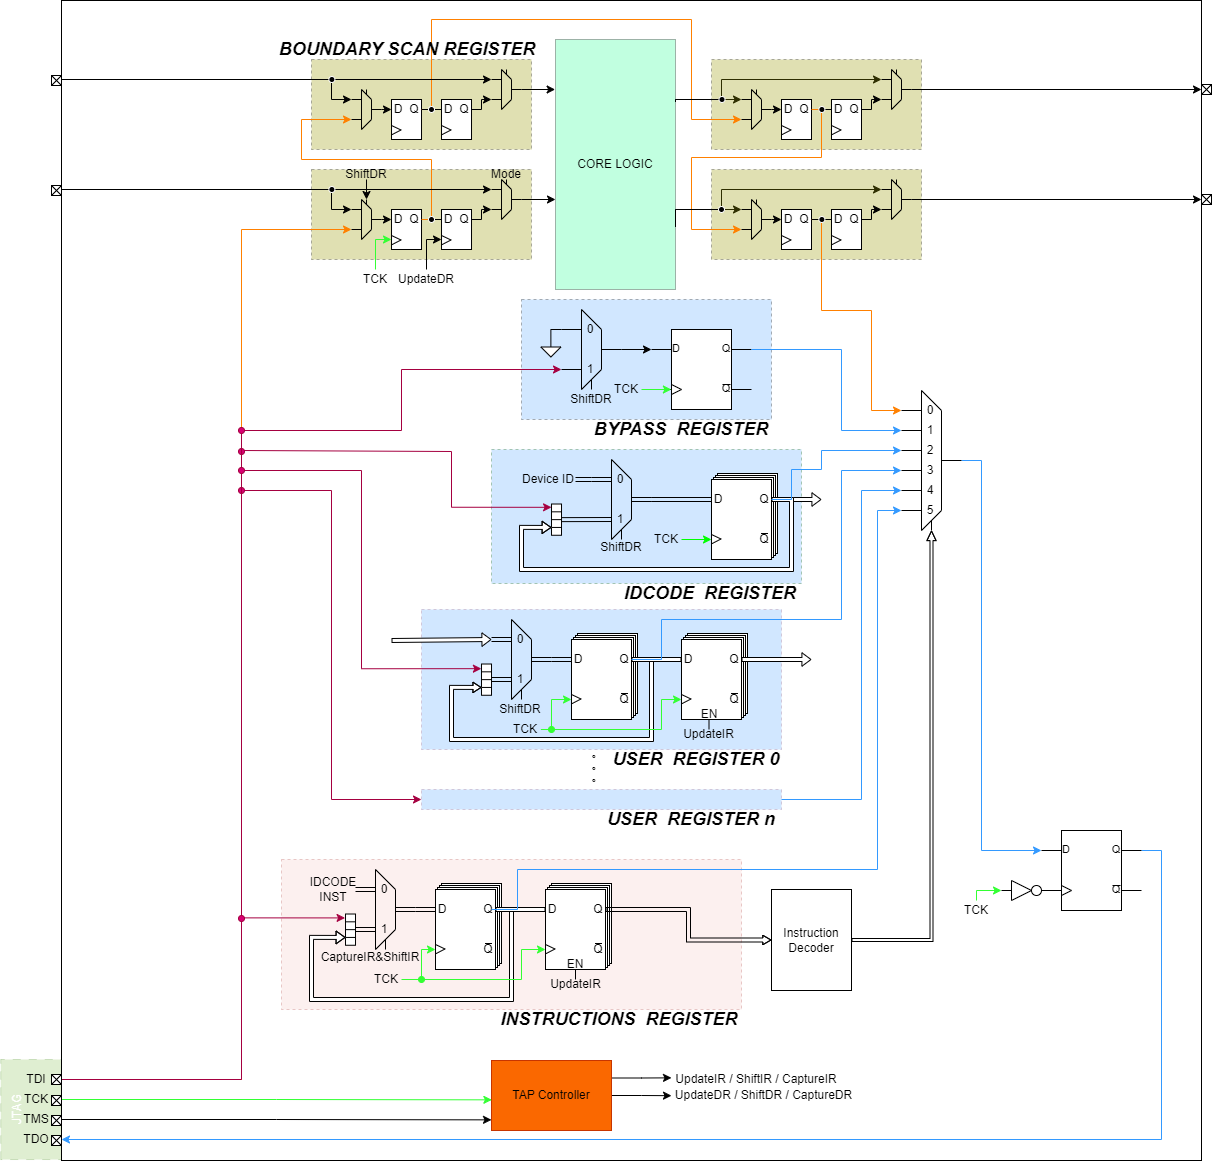 BOUNDARY SCAN REGISTER
D Q
D Q
D Q
D Q
CORE LOGIC
ShiftDR
Mode
D Q
D Q
D Q
D Q
TCK
UpdateDR
0
1
D
Q
Q
TCK
ShiftDR
BYPASS REGISTER
0
1
2
3
4
5
Device ID
0
1
D
Q
Q
TCK
ShiftDR
IDCODE REGISTER
0
1
D
Q
Q
D
Q
Q
EN
ShiftDR
TCK
UpdateIR
USER REGISTER 0
USER REGISTER n
IDCODE
INST
0
1
D
Q
Q
D
Q
Q
EN
CaptureIR&ShiftIR
TCK
UpdateIR
INSTRUCTIONS REGISTER
Instruction
Decoder
D
Q
Q
TCK
JTAG
TDI
TCK
TMS
TDO
TAP Controller
UpdateIR / ShiftIR / CaptureIR
UpdateDR / ShiftDR / CaptureDR